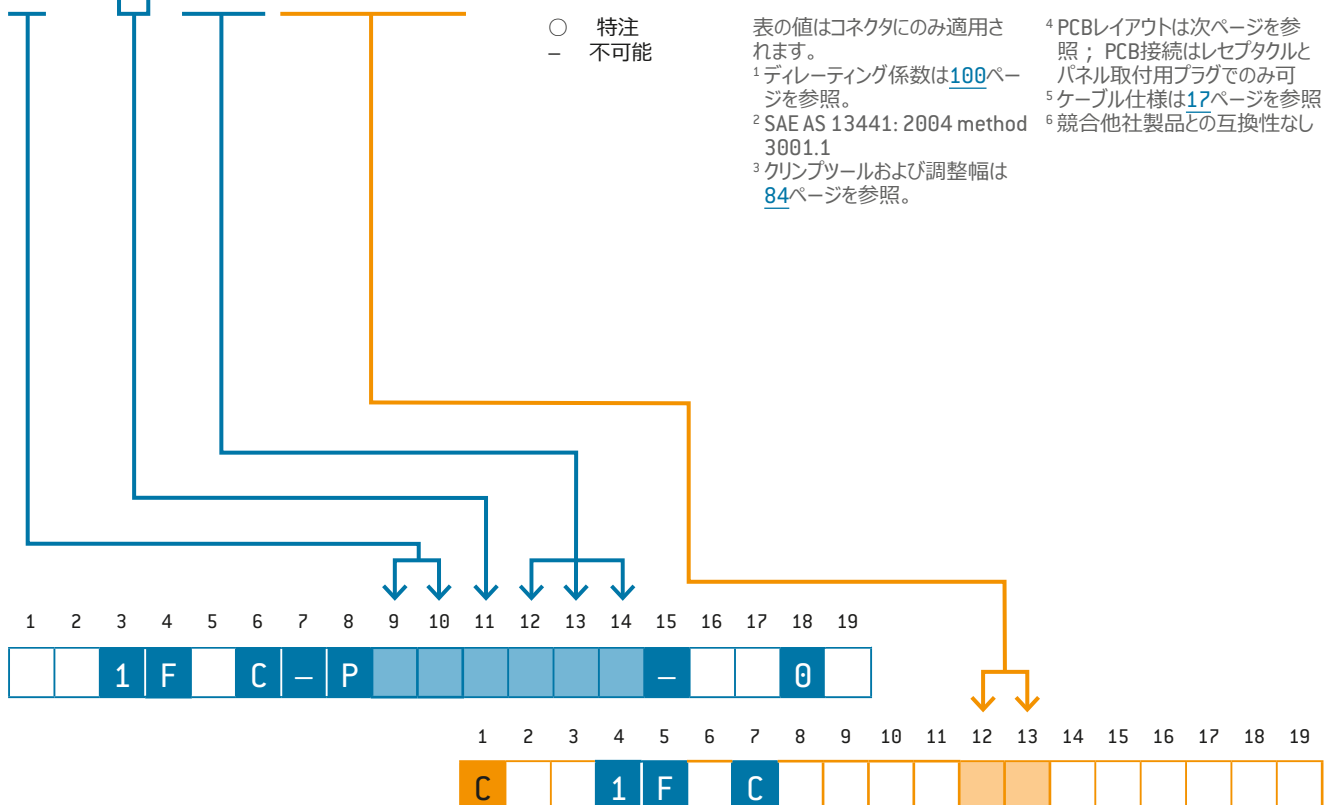 ○ 特注
– 不可能
表の値はコネクタにのみ適用さ
れます。
¹ ディレーティング係数は100ペー
ジを参照。
² SAE AS 13441: 2004 method
3001.1
³ クリンプツールおよび調整幅は
84ページを参照。
⁴ PCBレイアウトは次ページを参
照； PCB接続はレセプタクルと
パネル取付用プラグでのみ可
⁵ ケーブル仕様は17ページを参照
⁶ 競合他社製品との互換性なし
1 2 3 4 5 6 7 8 9 10 11 12 13 14 15 16 17 18 19
1 F C – P – 0
1 2 3 4 5 6 7 8 9 10 11 12 13 14 15 16 17 18 19
C 1 F C